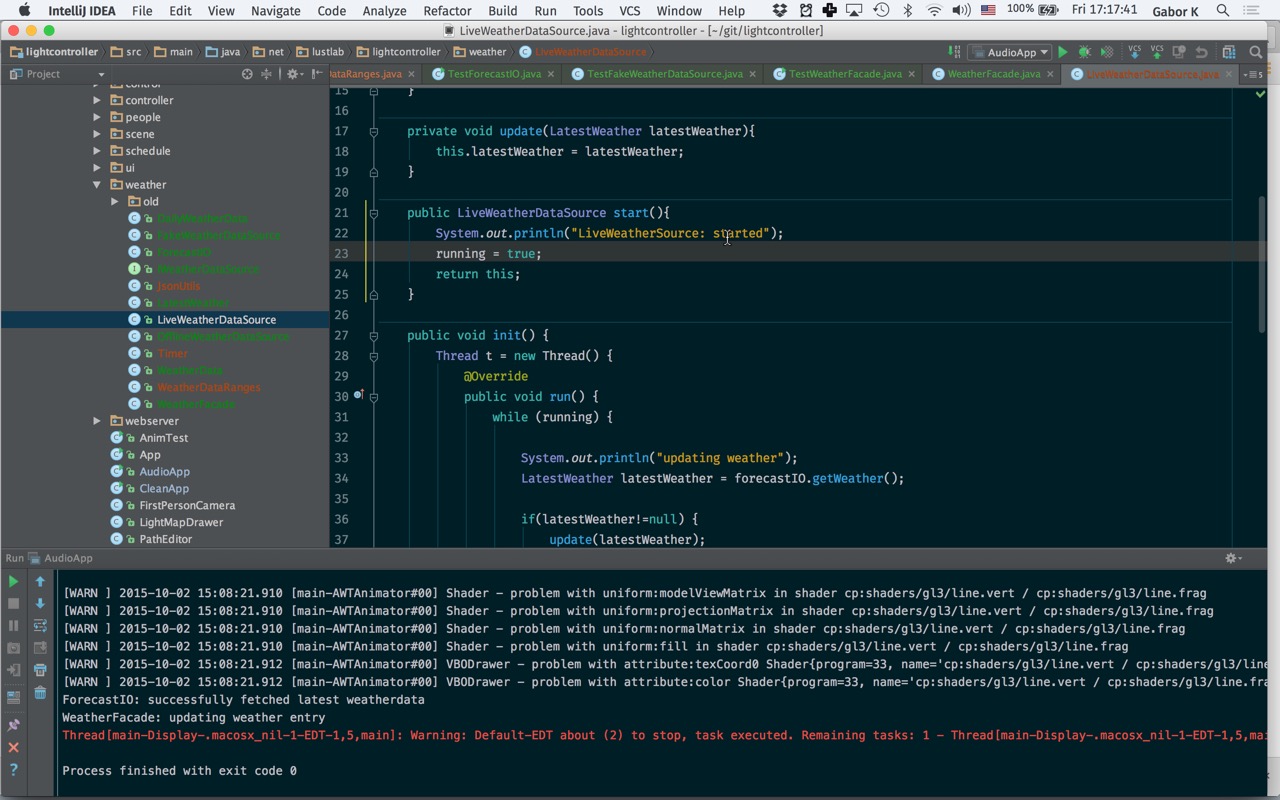 IntelliJ IDEA File Edit View Navigate Code Analyze Refactor Build Run Tools VCS Window Help 100% Fri 17:17:41 Gabor K
LiveWeatherDataSource.java - lightcontroller - [~/git/lightcontroller]
lightcontroller src main java net lustlab lightcontroller weather LiveWeatherDataSource AudioApp
Project
DataRanges.java TestForecastIO.java TestFakeWeatherDataSource.java TestWeatherFacade.java WeatherFacade.java LiveWeatherDataSource.java
control
controller
people
scene
schedule
ui
weather
old
DailyWeatherData
FakeWeatherDataSource
ForecastIO
WeatherDataSource
JsonUtils
LatestWeather
LiveWeatherDataSource
OfflineWeatherDataSource
Timer
WeatherData
WeatherDataRanges
WeatherFacade
webserver
AnimTest
App
AudioApp
CleanApp
FirstPersonCamera
LightMapDrawer
PathEditor
15 }
16
17 private void update(LatestWeather latestWeather){
18 this.latestWeather = latestWeather;
19 }
20
21 public LiveWeatherDataSource start(){
22 System.out.println("LiveWeatherSource: started");
23 running = true;
24 return this;
25 }
26
27 public void init() {
28 Thread t = new Thread() {
29 @Override
30 public void run() {
31 while (running) {
32
33 System.out.println("updating weather");
34 LatestWeather latestWeather = forecastIO.getWeather();
35
36 if(latestWeather!=null) {
37 update(latestWeather);
Run AudioApp
[WARN ] 2015-10-02 15:08:21.910 [main-AWTAnimator#00] Shader - problem with uniform:modelViewMatrix in shader cp:shaders/gl3/line.vert / cp:shaders/gl3/line.frag
[WARN ] 2015-10-02 15:08:21.910 [main-AWTAnimator#00] Shader - problem with uniform:projectionMatrix in shader cp:shaders/gl3/line.vert / cp:shaders/gl3/line.frag
[WARN ] 2015-10-02 15:08:21.910 [main-AWTAnimator#00] Shader - problem with uniform:normalMatrix in shader cp:shaders/gl3/line.vert / cp:shaders/gl3/line.frag
[WARN ] 2015-10-02 15:08:21.910 [main-AWTAnimator#00] Shader - problem with uniform:fill in shader cp:shaders/gl3/line.vert / cp:shaders/gl3/line.frag
[WARN ] 2015-10-02 15:08:21.912 [main-AWTAnimator#00] VBODrawer - problem with attribute:texCoord0 Shader{program=33, name='cp:shaders/gl3/line.vert / cp:shaders/gl3/line
[WARN ] 2015-10-02 15:08:21.912 [main-AWTAnimator#00] VBODrawer - problem with attribute:color Shader{program=33, name='cp:shaders/gl3/line.vert / cp:shaders/gl3/line.fra
ForecastIO: successfully fetched latest weatherdata
WeatherFacade: updating weather entry
Thread[main-Display-.macosx_nil-1-EDT-1,5,main]: Warning: Default-EDT about (2) to stop, task executed. Remaining tasks: 1 - Thread[main-Display-.macosx_nil-1-EDT-1,5,mai
Process finished with exit code 0